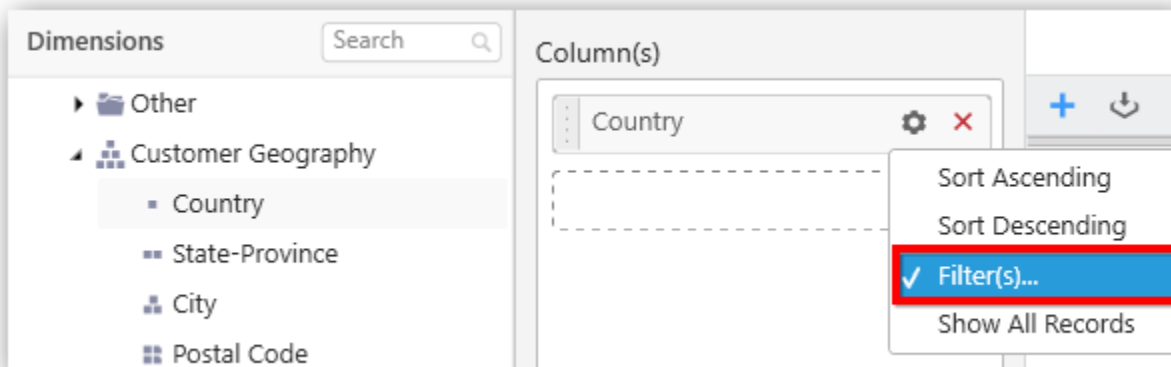 Dimensions
Search
Other
Customer Geography
Country
State-Province
City
Postal Code
Column(s)
Country
Sort Ascending
Sort Descending
Filter(s)...
Show All Records